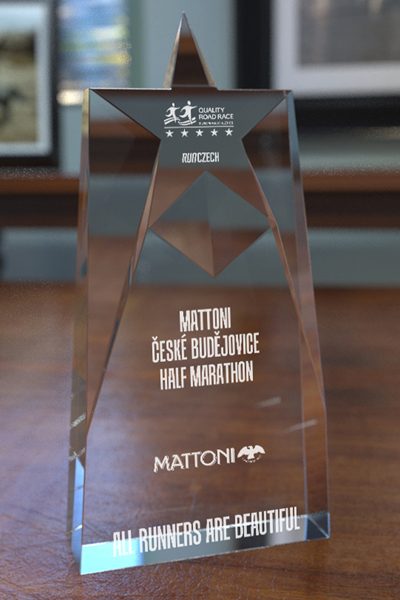 QUALITY
ROAD RACE
RUNCZECH
MATTONI
ČESKÉ BUDĚJOVICE
HALF MARATHON
MATTONI
ALL RUNNERS ARE BEAUTIFUL